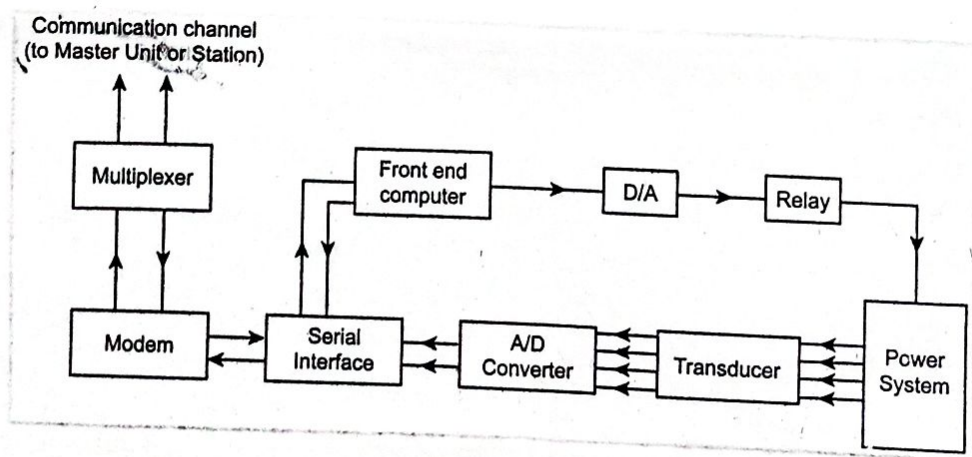 Communication channel
(to Master Unit or Station)
Multiplexer
Front end
computer
D/A
Relay
Modem
Serial
Interface
A/D
Converter
Transducer
Power
System